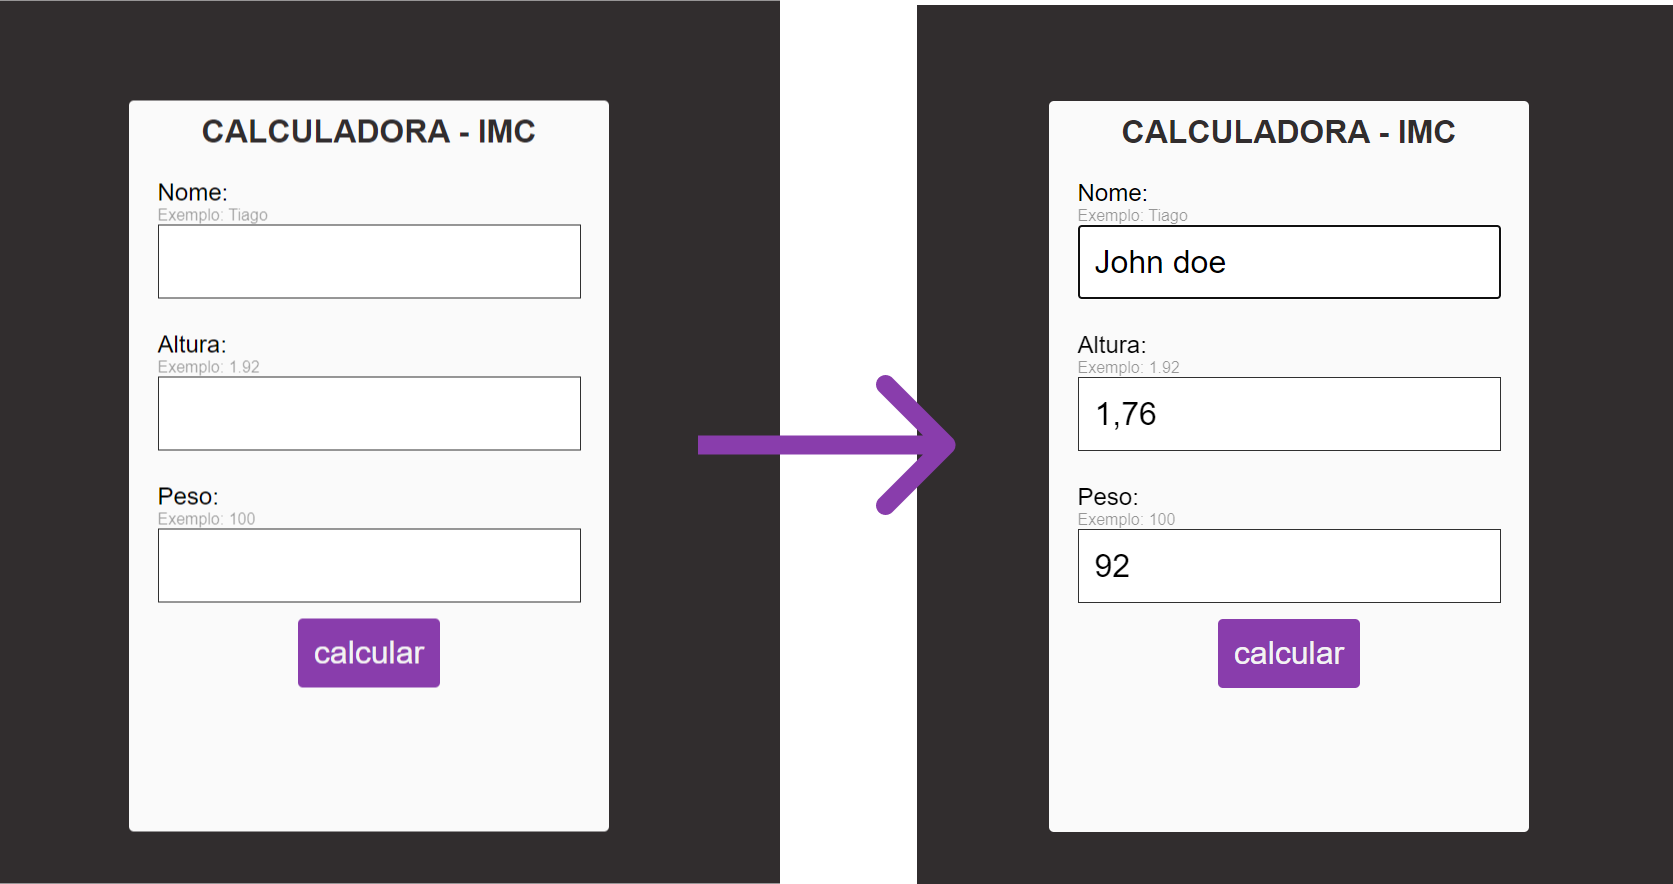 CALCULADORA - IMC
Nome:
Exemplo: Tiago
Altura:
Exemplo: 1.92
Peso:
Exemplo: 100
calcular
CALCULADORA - IMC
Nome:
Exemplo: Tiago
John doe
Altura:
Exemplo: 1.92
1,76
Peso:
Exemplo: 100
92
calcular